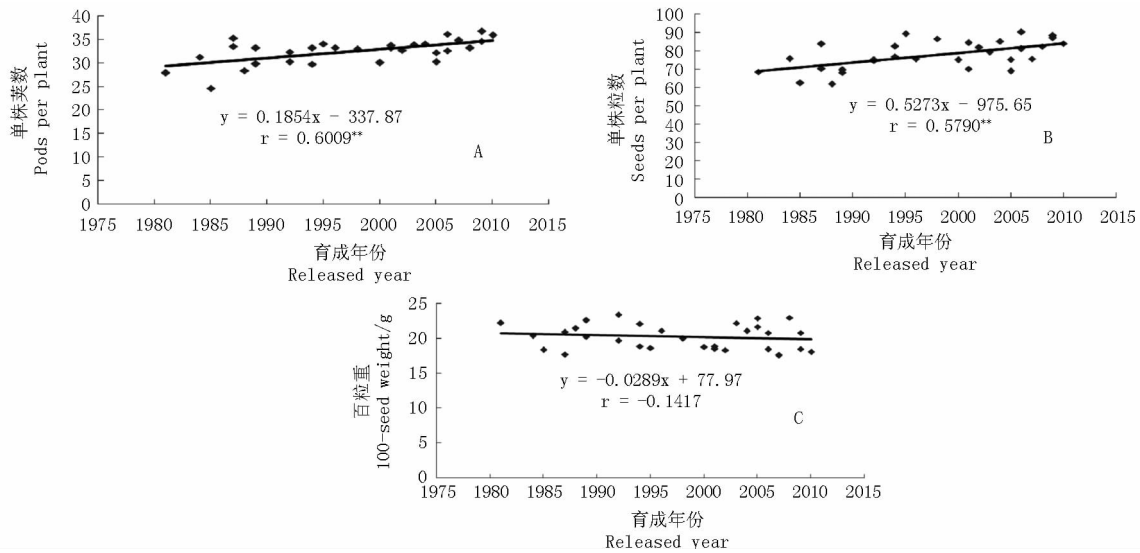 40
35
30
25
20
15
10
5
0
单株荚数
Pods per plant
y = 0.1854x - 337.87
r = 0.6009**
A
1975 1980 1985 1990 1995 2000 2005 2010 2015
育成年份
Released year
100
90
80
70
60
50
40
30
20
10
0
单株粒数
Seeds per plant
y = 0.5273x - 975.65
r = 0.5790**
B
1975 1980 1985 1990 1995 2000 2005 2010 2015
育成年份
Released year
25
20
15
10
5
0
百粒重
100-seed weight/g
y = -0.0289x + 77.97
r = -0.1417
C
1975 1980 1985 1990 1995 2000 2005 2010 2015
育成年份
Released year